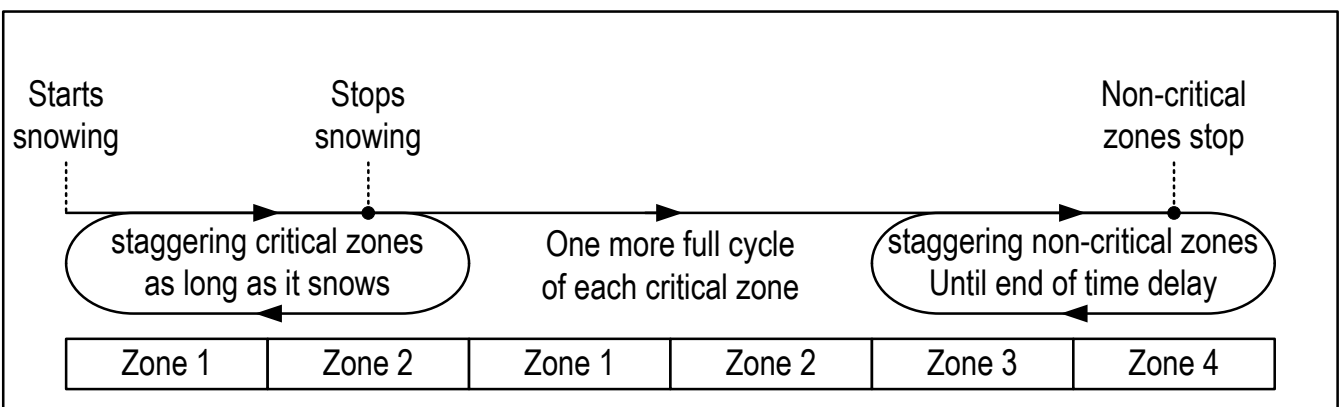 Starts
snowing
Stops
snowing
Non-critical
zones stop
staggering critical zones
as long as it snows
One more full cycle
of each critical zone
staggering non-critical zones
Until end of time delay
Zone 1
Zone 2
Zone 1
Zone 2
Zone 3
Zone 4